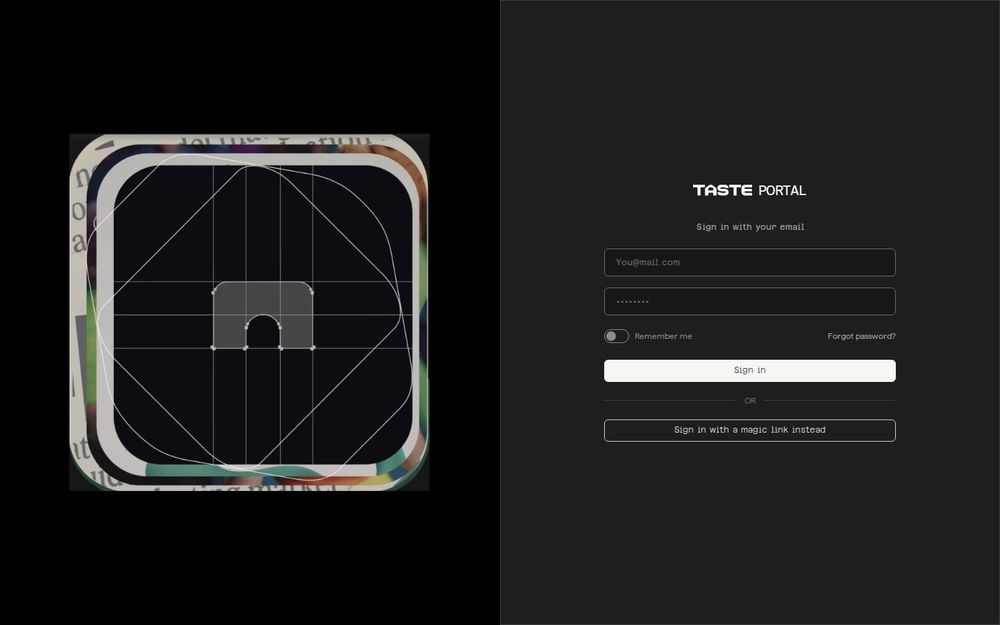 TASTE PORTAL
Sign in with your email
You@mail.com
Remember me
Forgot password?
Sign in
OR
Sign in with a magic link instead